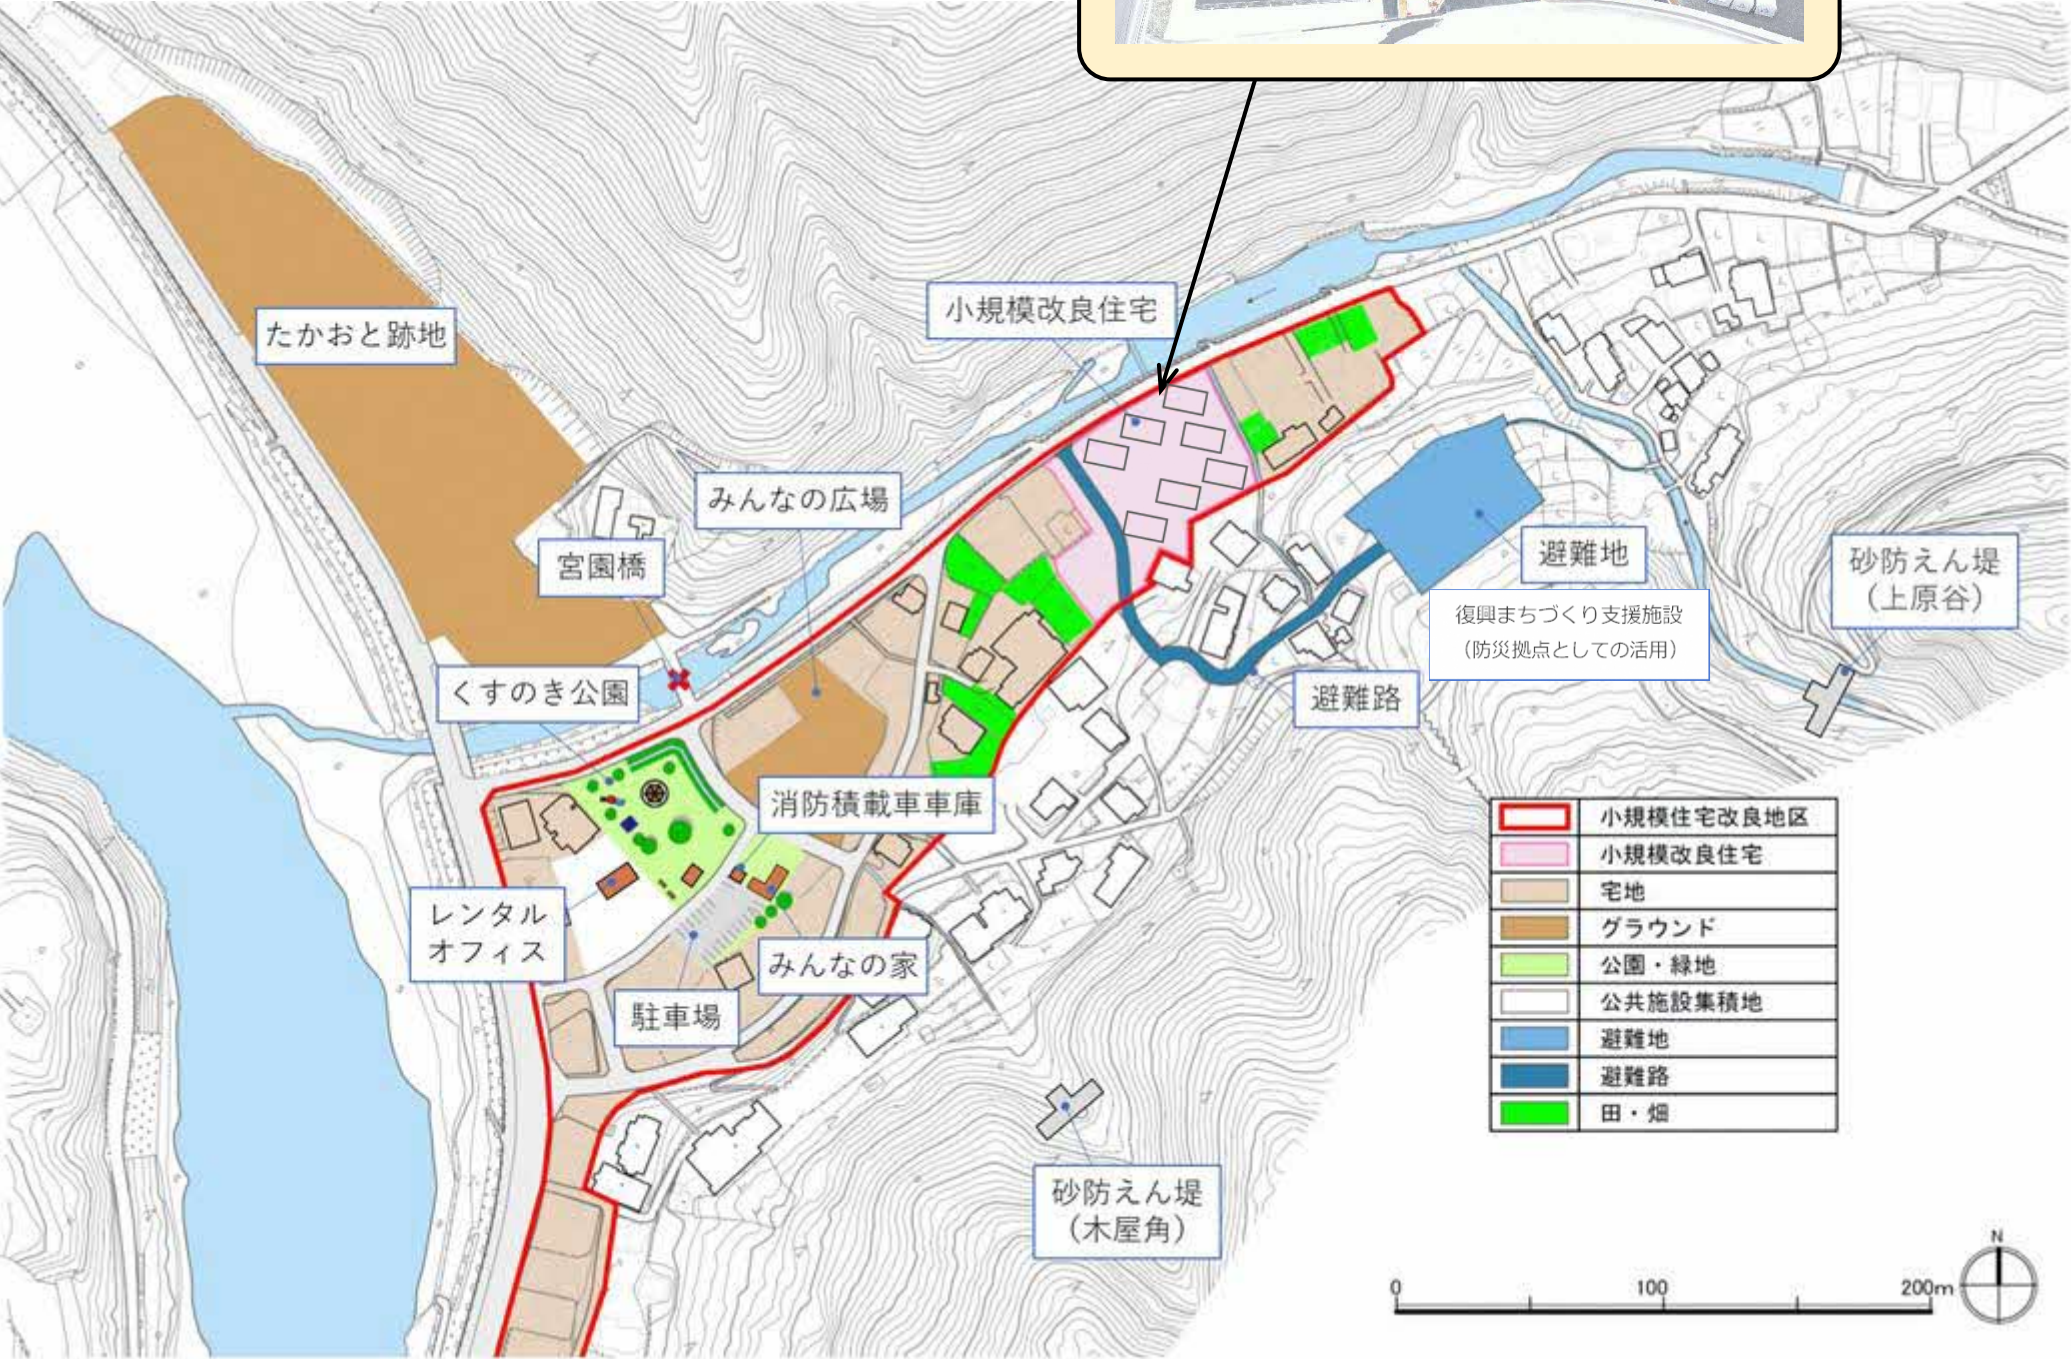 小規模改良住宅
たかおと跡地
みんなの広場
宮園橋
避難地
砂防えん堤
（上原谷）
復興まちづくり支援施設
（防災拠点としての活用）
くすのき公園
避難路
消防積載車車庫
レンタル
オフィス
みんなの家
駐車場
砂防えん堤
（木屋角）
小規模住宅改良地区
小規模改良住宅
宅地
グラウンド
公園・緑地
公共施設集積地
避難地
避難路
田・畑
N
0 100 200m